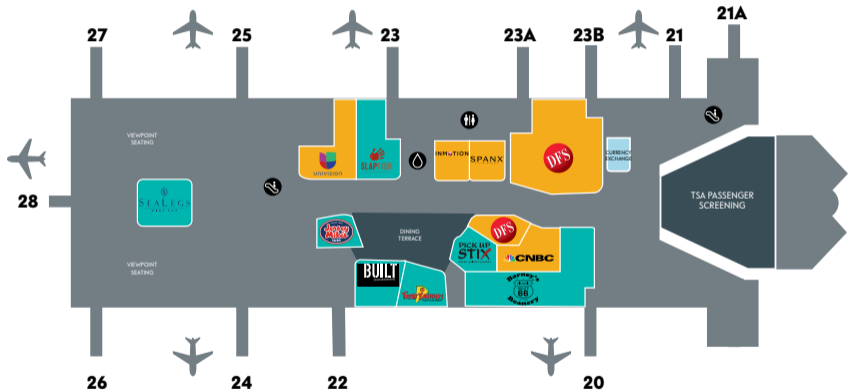 21A
27
25
23
23A
23B
21
VIEWPOINT
SEATING
UNIVISION
SLAPFISH
INMOTION
SPANX
DFS
CURRENCY
EXCHANGE
TSA PASSENGER
SCREENING
28
SEALEGS
WINE BAR
Jersey
Mike's
SUBS
DINING
TERRACE
DFS
PICK UP
STIX
CNBC
VIEWPOINT
SEATING
BUILT
Barney's
66
Beanery
26
24
22
20